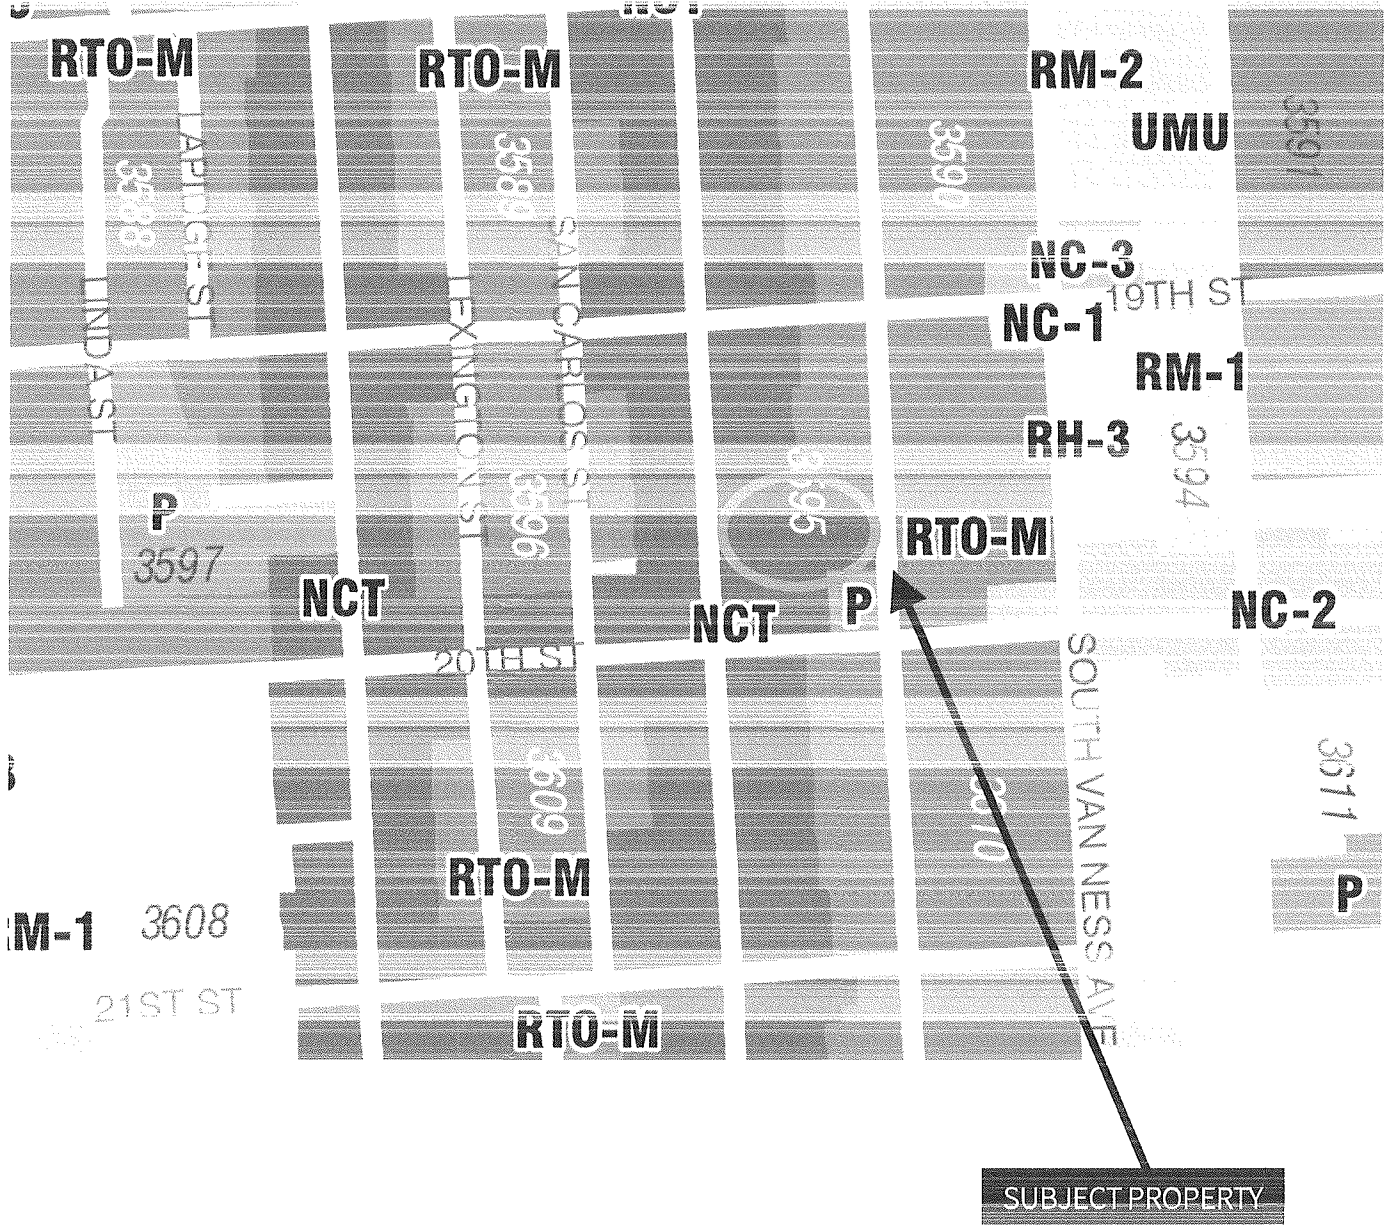 NCT
RTO-M
RTO-M
RM-2
UMU
3591
3590
3589
3588
LAPIDGE ST
SAN CARLOS ST
NC-3
19TH ST
LINDA ST
LEXINGTON ST
NC-1
RM-1
RH-3
3594
3595
3596
P
RTO-M
3597
NCT
NCT
P
NC-2
20TH ST
SOUTH VAN NESS AVE
3609
3610
3611
RTO-M
P
M-1
3608
21ST ST
RTO-M
SUBJECT PROPERTY